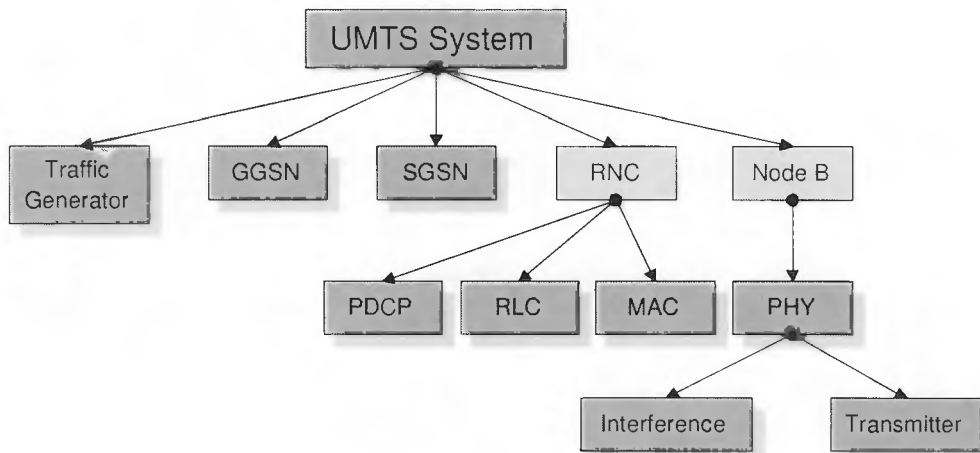 UMTS System
Traffic
Generator
GGSN
SGSN
RNC
Node B
PDCP
RLC
MAC
PHY
Interference
Transmitter